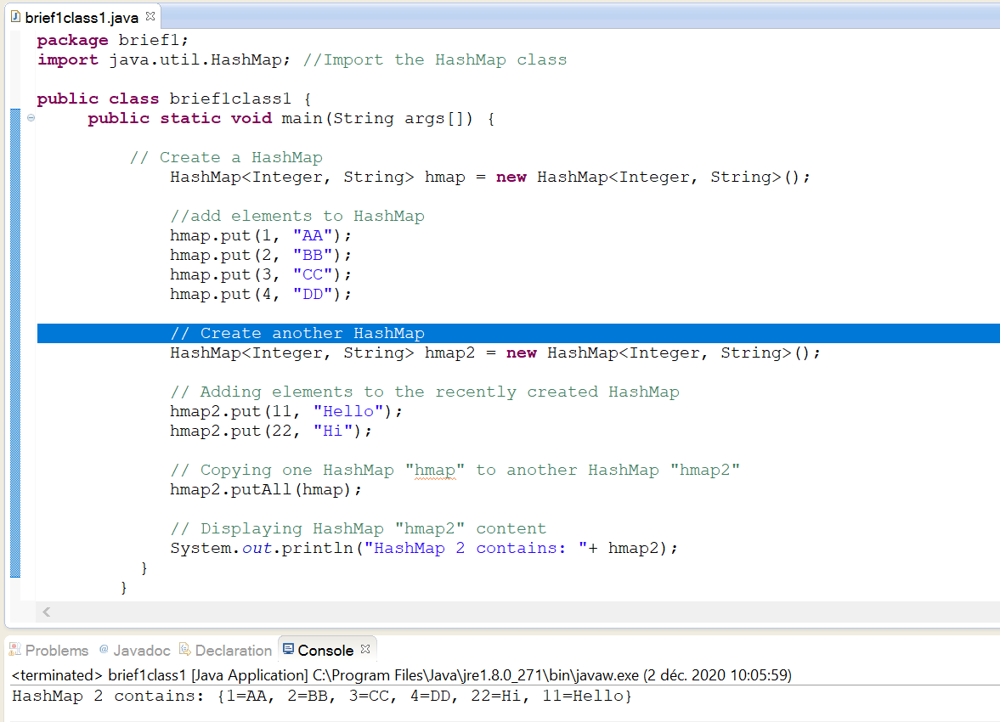 brief1class1.java
package brief1;
import java.util.HashMap; //Import the HashMap class
public class brief1class1 {
public static void main(String args[]) {
// Create a HashMap
HashMap<Integer, String> hmap = new HashMap<Integer, String>();
//add elements to HashMap
hmap.put(1, "AA");
hmap.put(2, "BB");
hmap.put(3, "CC");
hmap.put(4, "DD");
// Create another HashMap
HashMap<Integer, String> hmap2 = new HashMap<Integer, String>();
// Adding elements to the recently created HashMap
hmap2.put(11, "Hello");
hmap2.put(22, "Hi");
// Copying one HashMap "hmap" to another HashMap "hmap2"
hmap2.putAll(hmap);
// Displaying HashMap "hmap2" content
System.out.println("HashMap 2 contains: "+ hmap2);
}
}
Problems @ Javadoc Declaration Console
<terminated> brief1class1 [Java Application] C:\Program Files\Java\jre1.8.0_271\bin\javaw.exe (2 déc. 2020 10:05:59)
HashMap 2 contains: {1=AA, 2=BB, 3=CC, 4=DD, 22=Hi, 11=Hello}